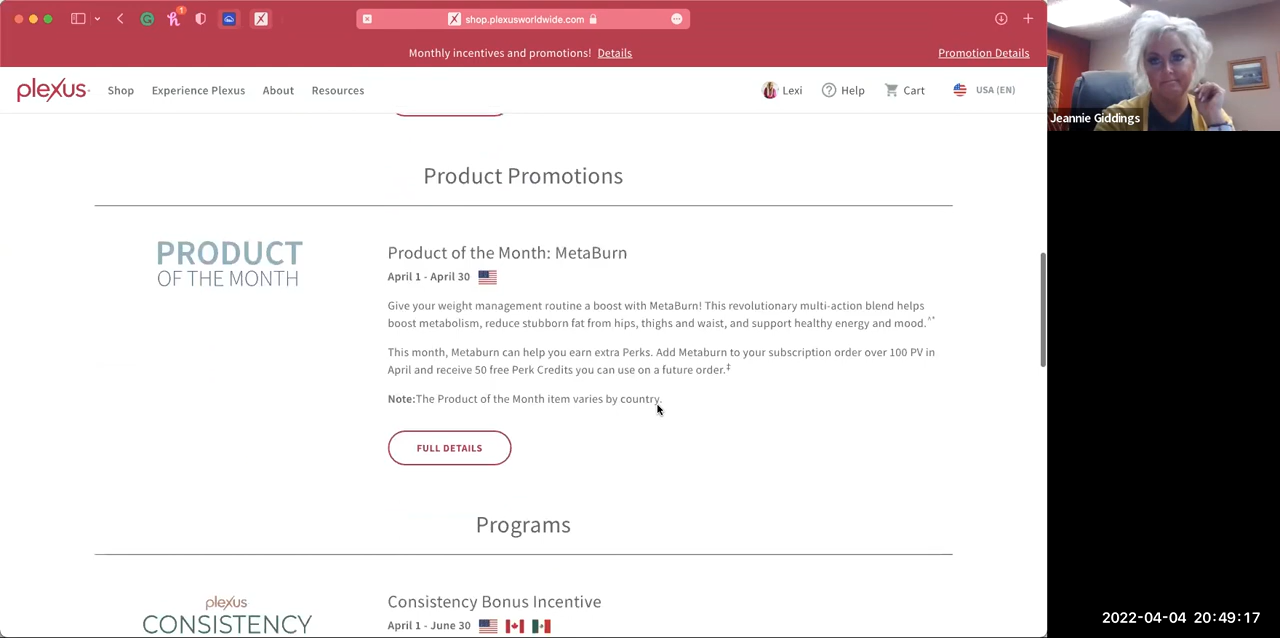 1
shop.plexusworldwide.com
Monthly incentives and promotions! Details
Promotion Details
plexus
Shop
Experience Plexus
About
Resources
Lexi
Help
Cart
USA (EN)
Jeannie Giddings
Product Promotions
PRODUCT
OF THE MONTH
Product of the Month: MetaBurn
April 1 - April 30
Give your weight management routine a boost with MetaBurn! This revolutionary multi-action blend helps
boost metabolism, reduce stubborn fat from hips, thighs and waist, and support healthy energy and mood.^*
This month, Metaburn can help you earn extra Perks. Add Metaburn to your subscription order over 100 PV in
April and receive 50 free Perk Credits you can use on a future order.‡
Note:The Product of the Month item varies by country.
FULL DETAILS
Programs
plexus
CONSISTENCY
Consistency Bonus Incentive
April 1 - June 30
2022-04-04 20:49:17